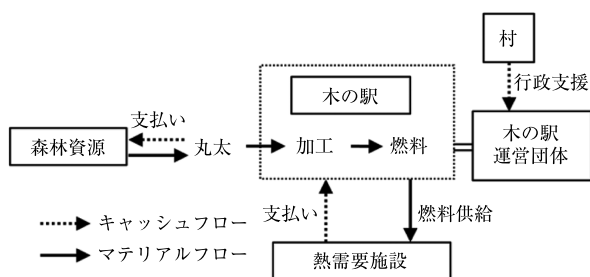 村
行政支援
木の駅
支払い
森林資源
丸太
加工
燃料
木の駅
運営団体
支払い
燃料供給
キャッシュフロー
マテリアルフロー
熱需要施設